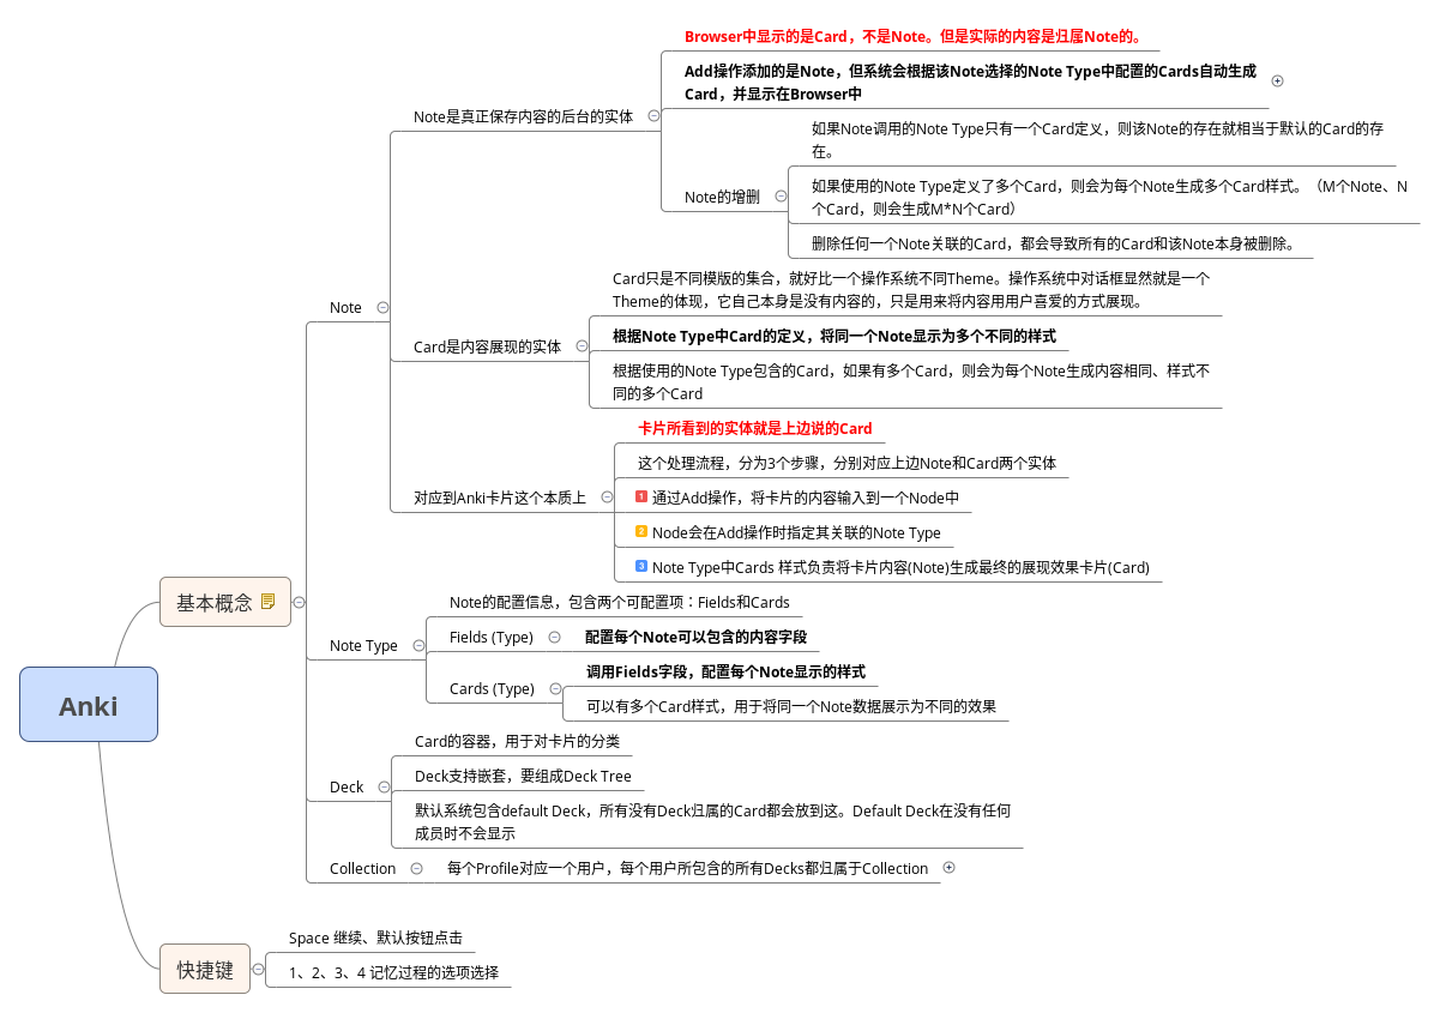 Browser中显示的是Card，不是Note。但是实际的内容是归属Note的。
Add操作添加的是Note，但系统会根据该Note选择的Note Type中配置的Cards自动生成
Card，并显示在Browser中
Note是真正保存内容的后台的实体
如果Note调用的Note Type只有一个Card定义，则该Note的存在就相当于默认的Card的存
在。
Note的增删
如果使用的Note Type定义了多个Card，则会为每个Note生成多个Card样式。（M个Note、N
个Card，则会生成M*N个Card）
删除任何一个Note关联的Card，都会导致所有的Card和该Note本身被删除。
Note
Card只是不同模版的集合，就好比一个操作系统不同Theme。操作系统中对话框显然就是一个
Theme的体现，它自己本身是没有内容的，只是用来将内容用用户喜爱的方式展现。
Card是内容展现的实体
根据Note Type中Card的定义，将同一个Note显示为多个不同的样式
根据使用的Note Type包含的Card，如果有多个Card，则会为每个Note生成内容相同、样式不
同的多个Card
卡片所看到的实体就是上边说的Card
这个处理流程，分为3个步骤，分别对应上边Note和Card两个实体
对应到Anki卡片这个本质上
1 通过Add操作，将卡片的内容输入到一个Node中
2 Node会在Add操作时指定其关联的Note Type
3 Note Type中Cards 样式负责将卡片内容(Note)生成最终的展现效果卡片(Card)
基本概念
Note的配置信息，包含两个可配置项：Fields和Cards
Note Type
Fields (Type)
配置每个Note可以包含的内容字段
Cards (Type)
调用Fields字段，配置每个Note显示的样式
可以有多个Card样式，用于将同一个Note数据展示为不同的效果
Anki
Card的容器，用于对卡片的分类
Deck
Deck支持嵌套，要组成Deck Tree
默认系统包含default Deck，所有没有Deck归属的Card都会放到这。Default Deck在没有任何
成员时不会显示
Collection
每个Profile对应一个用户，每个用户所包含的所有Decks都归属于Collection
快捷键
Space 继续、默认按钮点击
1、2、3、4 记忆过程的选项选择